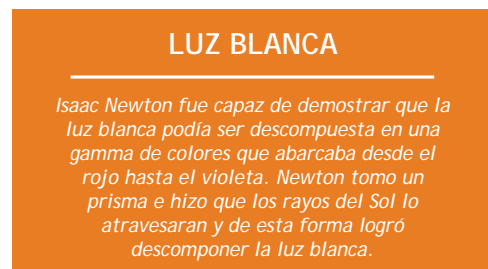 LUZ BLANCA
Isaac Newton fue capaz de demostrar que la
luz blanca podía ser descompuesta en una
gamma de colores que abarcaba desde el
rojo hasta el violeta. Newton tomo un
prisma e hizo que los rayos del Sol lo
atravesaran y de esta forma logró
descomponer la luz blanca.